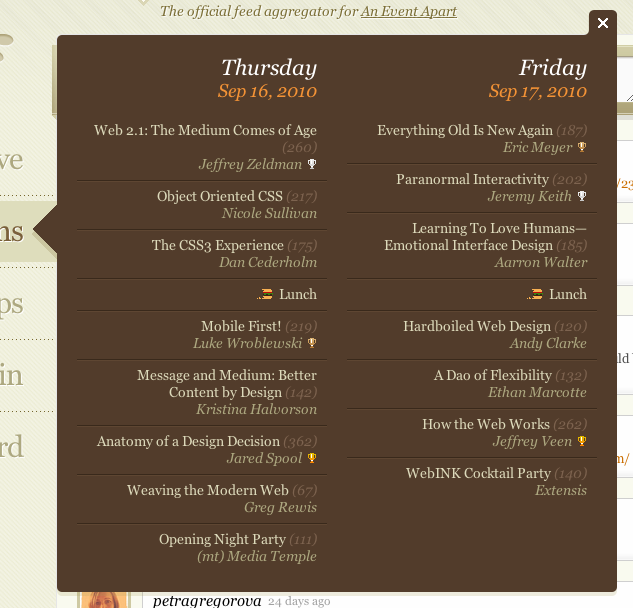 The official feed aggregator for An Event Apart
Thursday
Sep 16, 2010
Web 2.1: The Medium Comes of Age
(260)
Jeffrey Zeldman
Object Oriented CSS (217)
Nicole Sullivan
The CSS3 Experience (175)
Dan Cederholm
Lunch
Mobile First! (219)
Luke Wroblewski
Message and Medium: Better
Content by Design (142)
Kristina Halvorson
Anatomy of a Design Decision (362)
Jared Spool
Weaving the Modern Web (67)
Greg Rewis
Opening Night Party (111)
(mt) Media Temple
Friday
Sep 17, 2010
Everything Old Is New Again (187)
Eric Meyer
Paranormal Interactivity (202)
Jeremy Keith
Learning To Love Humans—
Emotional Interface Design (185)
Aarron Walter
Lunch
Hardboiled Web Design (120)
Andy Clarke
A Dao of Flexibility (132)
Ethan Marcotte
How the Web Works (262)
Jeffrey Veen
WebINK Cocktail Party (140)
Extensis
petragregorova 24 days ago